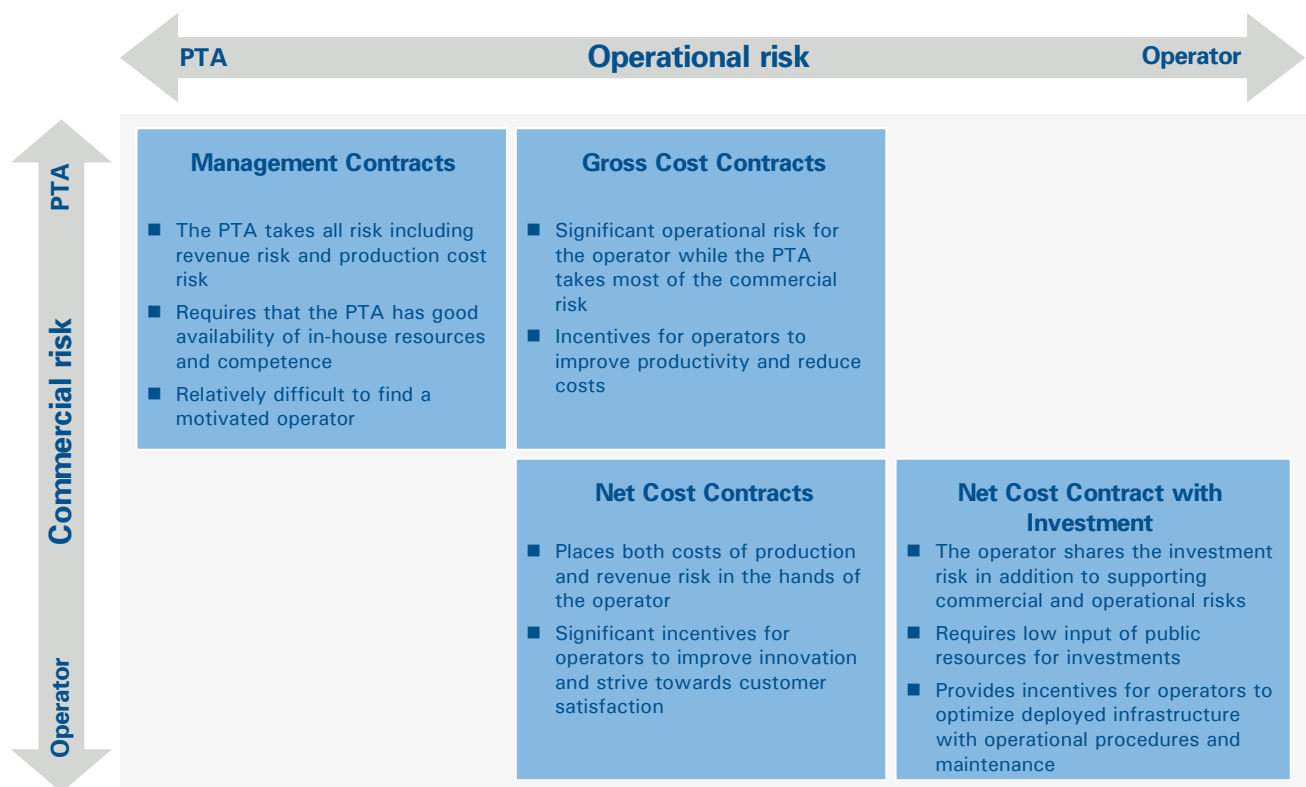 PTA
Operational risk
Operator
PTA
Commercial risk
Operator
Management Contracts
■ The PTA takes all risk including
revenue risk and production cost
risk
■ Requires that the PTA has good
availability of in-house resources
and competence
■ Relatively difficult to find a
motivated operator
Gross Cost Contracts
■ Significant operational risk for
the operator while the PTA
takes most of the commercial
risk
■ Incentives for operators to
improve productivity and reduce
costs
Net Cost Contracts
■ Places both costs of production
and revenue risk in the hands of
the operator
■ Significant incentives for
operators to improve innovation
and strive towards customer
satisfaction
Net Cost Contract with
Investment
■ The operator shares the investment
risk in addition to supporting
commercial and operational risks
■ Requires low input of public
resources for investments
■ Provides incentives for operators to
optimize deployed infrastructure
with operational procedures and
maintenance